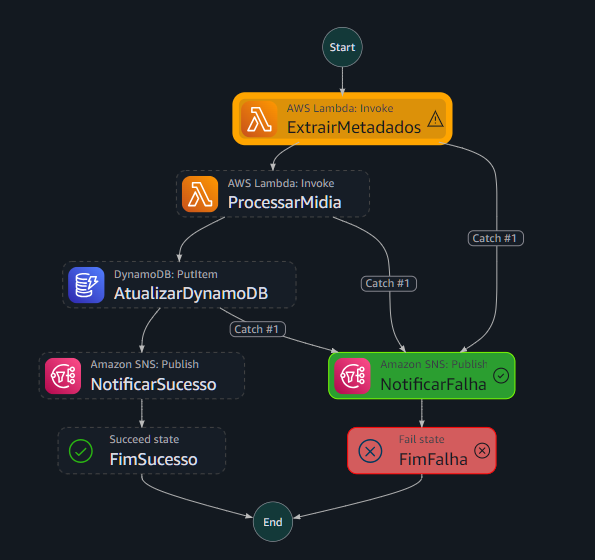 Start
AWS Lambda: Invoke
ExtrairMetadados
AWS Lambda: Invoke
ProcessarMidia
Catch #1
DynamoDB: PutItem
AtualizarDynamoDB
Catch #1
Catch #1
Amazon SNS: Publish
NotificarSucesso
Amazon SNS: Publish
NotificarFalha
Succeed state
FimSucesso
Fail state
FimFalha
End